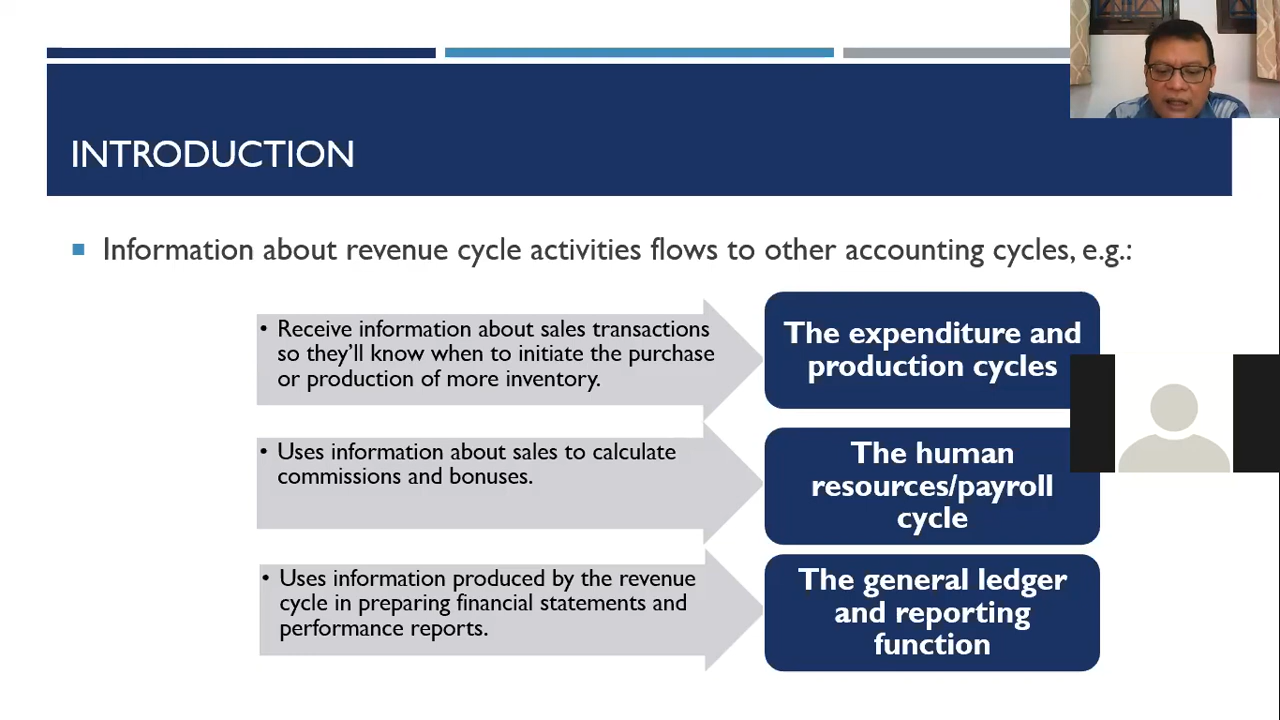 INTRODUCTION
Information about revenue cycle activities flows to other accounting cycles, e.g.:
• Receive information about sales transactions
so they'll know when to initiate the purchase
or production of more inventory.
The expenditure and
production cycles
• Uses information about sales to calculate
commissions and bonuses.
The human
resources/payroll
cycle
• Uses information produced by the revenue
cycle in preparing financial statements and
performance reports.
The general ledger
and reporting
function